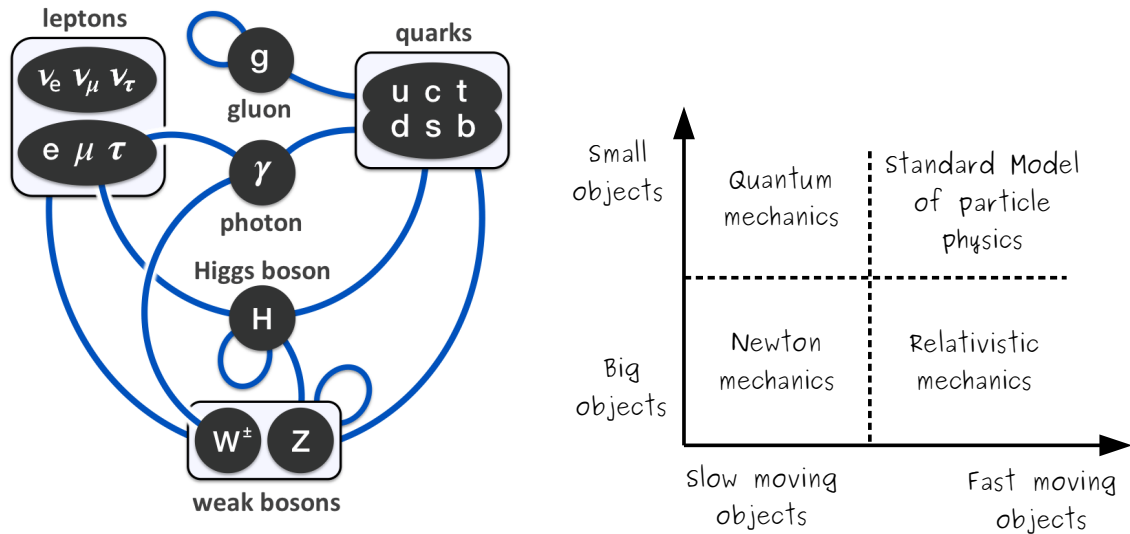 leptons
νe νμ ντ
e μ τ
g
gluon
quarks
u c t
d s b
γ
photon
Higgs boson
H
W±
Z
weak bosons
Small
objects
Big
objects
Quantum
mechanics
Standard Model
of particle
physics
Newton
mechanics
Relativistic
mechanics
Slow moving
objects
Fast moving
objects